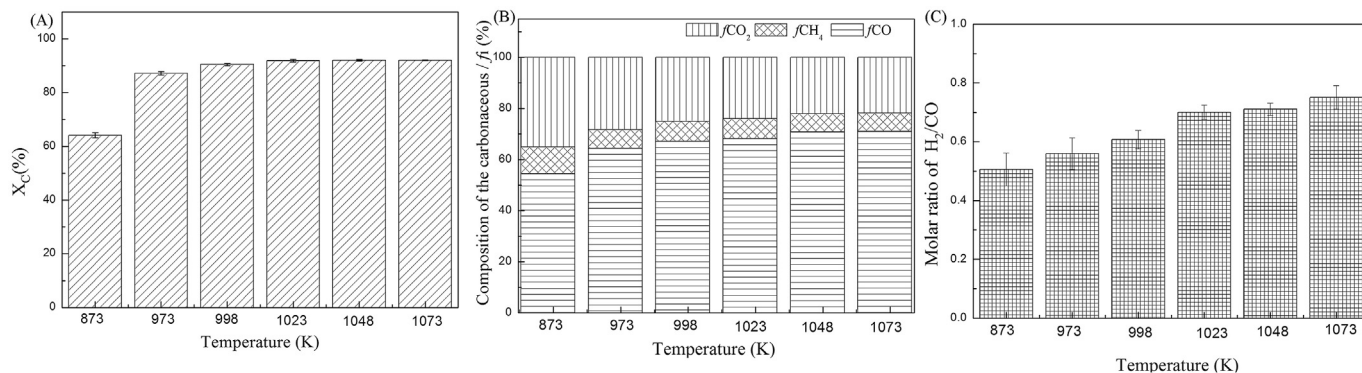 (A)
100
80
60
40
20
0
X_C(%)
873 973 998 1023 1048 1073
Temperature (K)
(B)
fCO₂ fCH₄ fCO
100
80
60
40
20
0
Composition of the carbonaceous / fi (%)
873 973 998 1023 1048 1073
Temperature (K)
(C)
1.0
0.8
0.6
0.4
0.2
0.0
Molar ratio of H₂/CO
873 973 998 1023 1048 1073
Temperature (K)